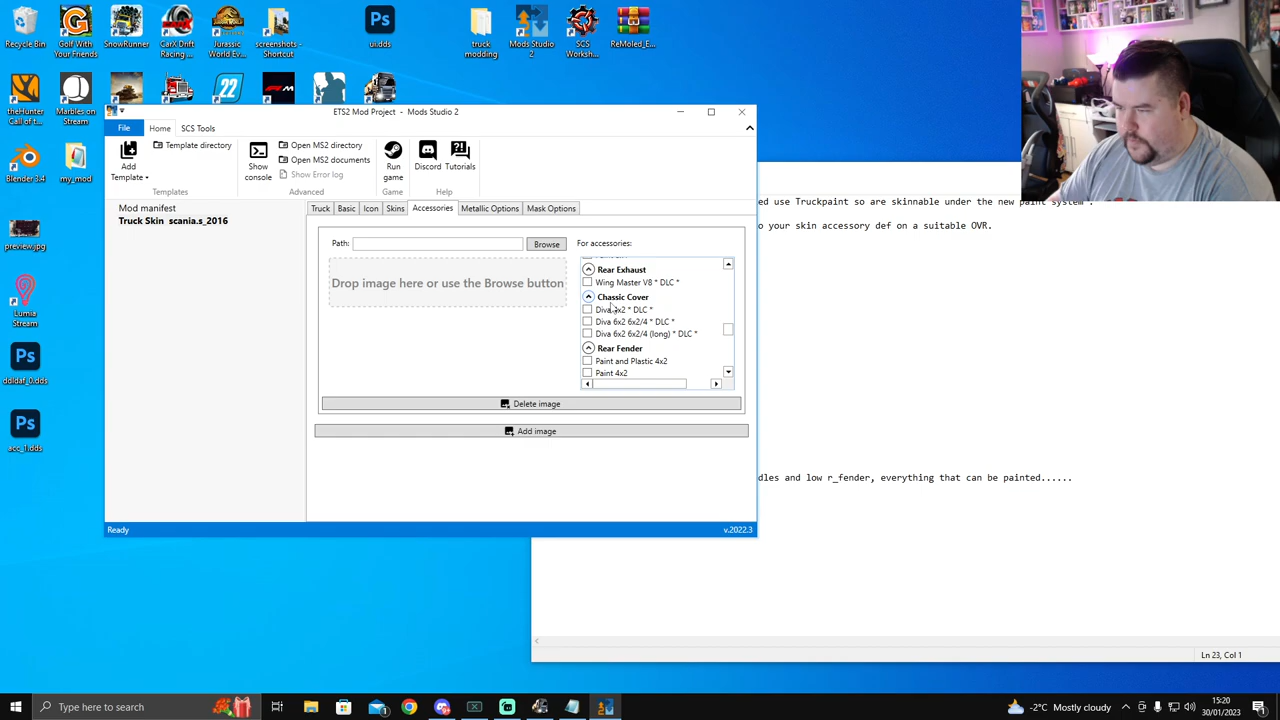 Recycle Bin
Golf With Your Friends
SnowRunner
CarX Drift Racing ...
Jurassic World Ev...
screenshots - Shortcut
ui.dds
truck modding
Mods Studio 2
SCS Worksh...
ReMoled_E...
theHunter Call of t...
Marbles on Stream
Blender 3.4
my_mod
preview.jpg
Lumia Stream
ddldaf_0.dds
acc_1.dds
ETS2 Mod Project - Mods Studio 2
File
Home
SCS Tools
Add Template
Template directory
Templates
Show console
Open MS2 directory
Open MS2 documents
Show Error log
Advanced
Run game
Game
Discord
Tutorials
Help
Mod manifest
Truck Skin scania.s_2016
Truck
Basic
Icon
Skins
Accessories
Metallic Options
Mask Options
Path:
Browse
For accessories:
Drop image here or use the Browse button
Rear Exhaust
Wing Master V8 * DLC *
Chassic Cover
Diva 4x2 * DLC *
Diva 6x2 6x2/4 * DLC *
Diva 6x2 6x2/4 (long) * DLC *
Rear Fender
Paint and Plastic 4x2
Paint 4x2
Delete image
Add image
Ready
v.2022.3
ed use Truckpaint so are skinnable under the new paint system".
o your skin accessory def on a suitable OVR.
dles and low r_fender, everything that can be painted......
Ln 23, Col 1
Type here to search
-2°C Mostly cloudy
15:20
30/01/2023